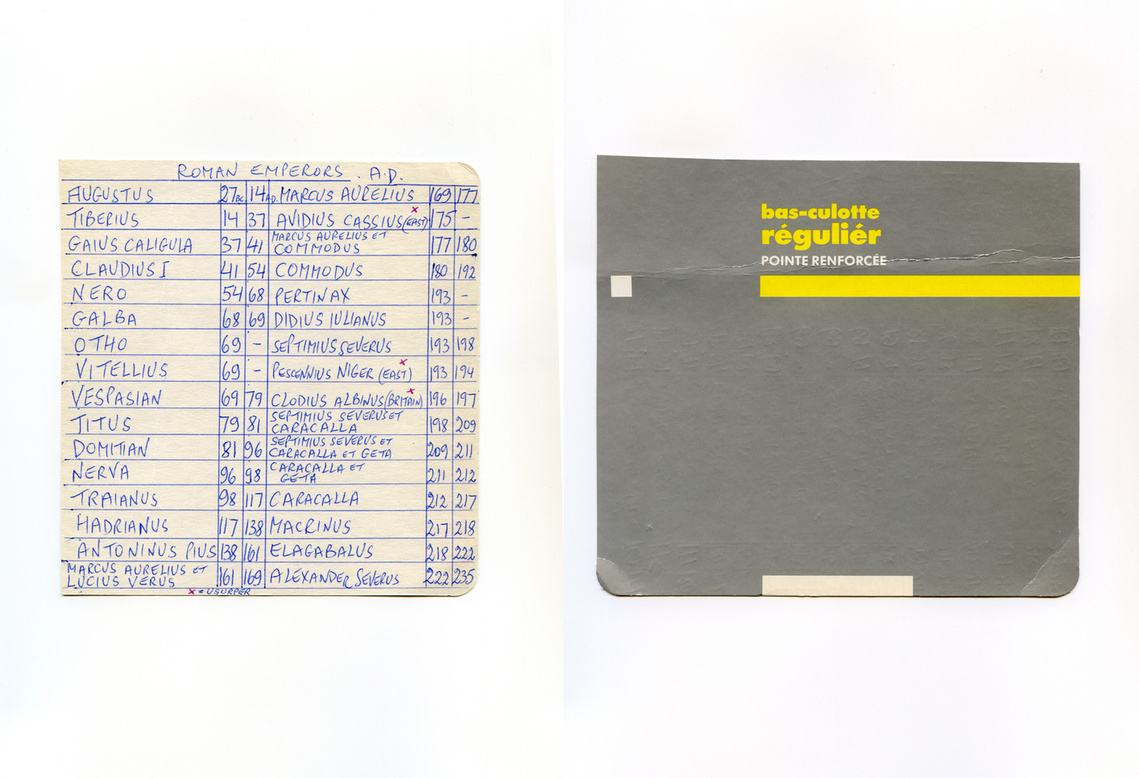 ROMAN EMPERORS. A.D.
AUGUSTUS 27BC 14AD. MARCUS AURELIUS 169 177
TIBERIUS 14 37 AVIDIUS CASSIUS (EAST)x 175 -
GAIUS CALIGULA 37 41 MARCUS AURELIUS ET
COMMODUS 177 180
CLAUDIUS I 41 54 COMMODUS 180 192
NERO 54 68 PERTINAX 193 -
GALBA 68 69 DIDIUS IULIANUS 193 -
OTHO 69 - SEPTIMIUS SEVERUS 193 198
VITELLIUS 69 - PESCENNIUS NIGER (EAST)x 193 194
VESPASIAN 69 79 CLODIUS ALBINUS (BRITAIN)x 196 197
TITUS 79 81 SEPTIMIUS SEVERUS ET
CARACALLA 198 209
DOMITIAN 81 96 SEPTIMIUS SEVERUS ET
CARACALLA ET GETA 209 211
NERVA 96 98 CARACALLA ET
GETA 211 212
TRAIANUS 98 117 CARACALLA 212 217
HADRIANUS 117 138 MACRINUS 217 218
ANTONINUS PIUS 138 161 ELAGABALUS 218 222
MARCUS AURELIUS ET
LUCIUS VERUS 161 169 ALEXANDER SEVERUS 222 235
x = USURPER
bas-culotte
réguliér
POINTE RENFORCÉE